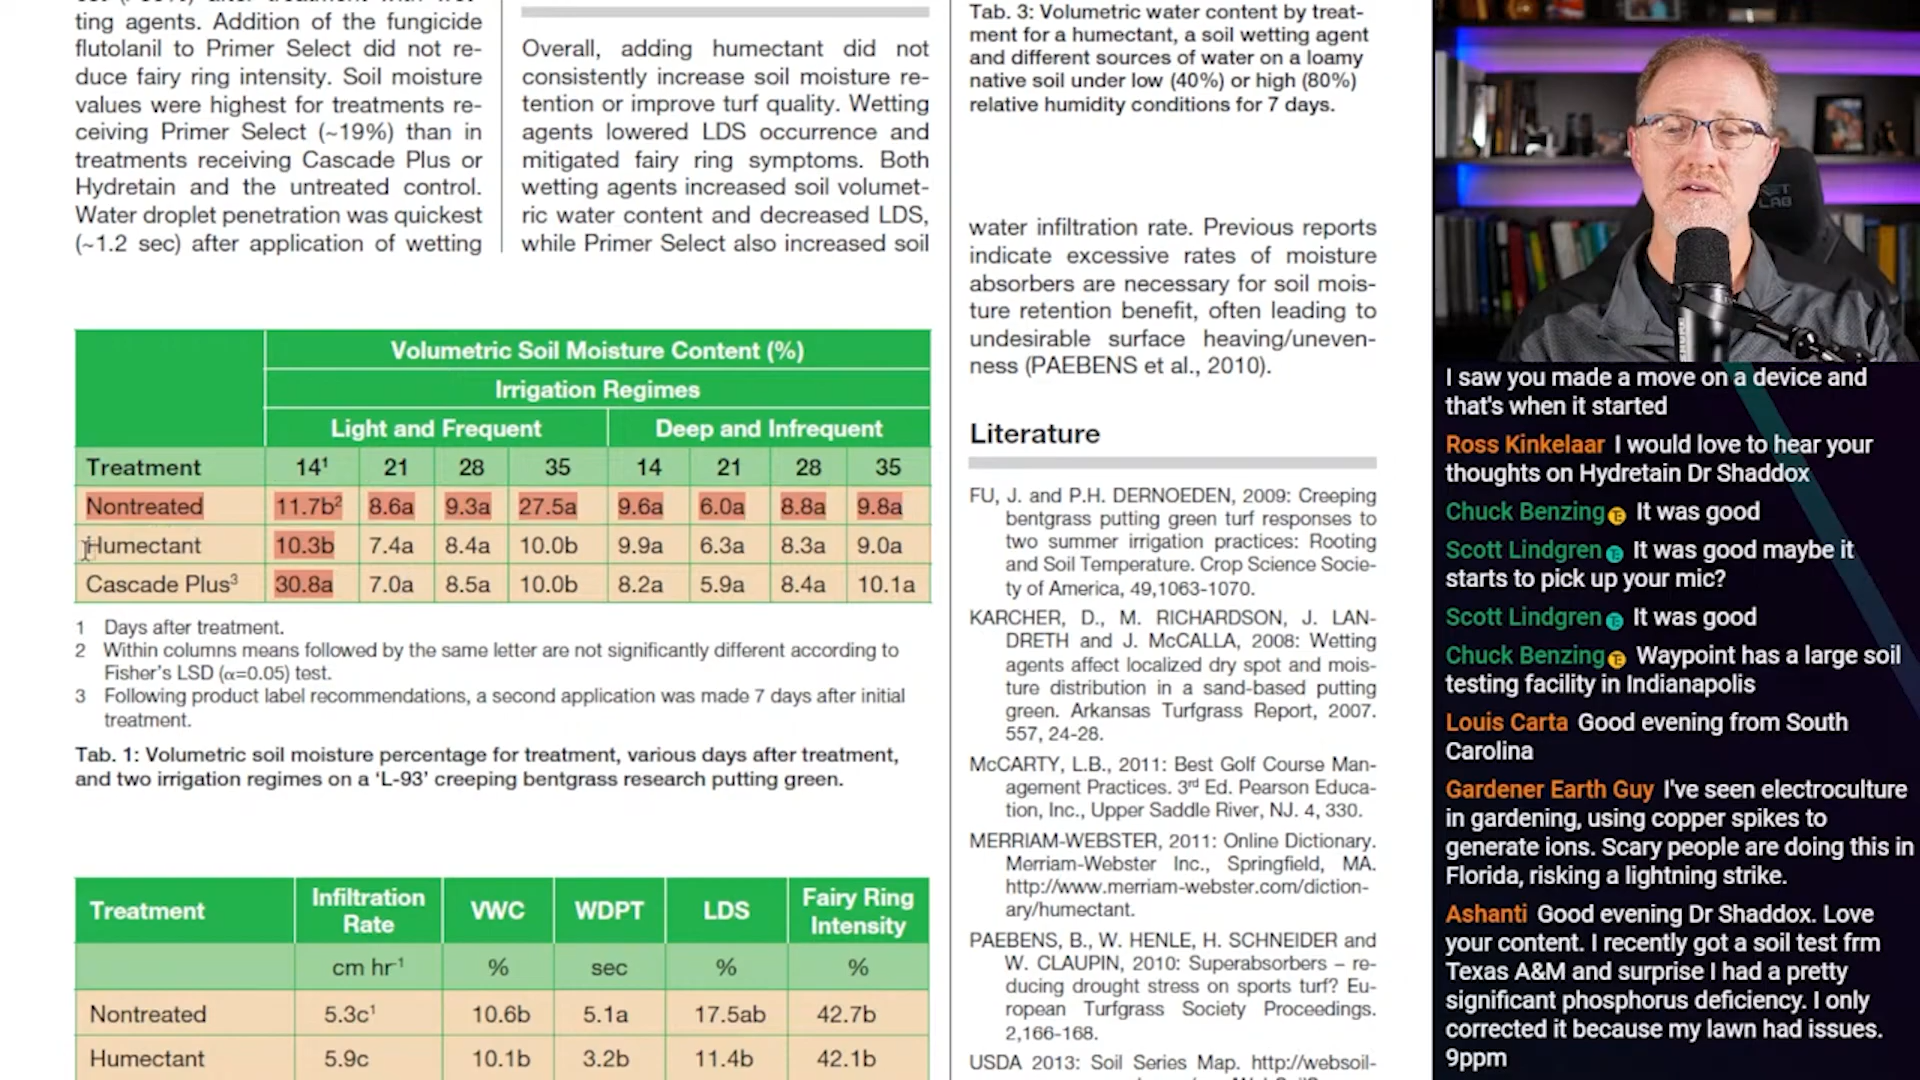 ting agents. Addition of the fungicide
flutolanil to Primer Select did not re-
duce fairy ring intensity. Soil moisture
values were highest for treatments re-
ceiving Primer Select (~19%) than in
treatments receiving Cascade Plus or
Hydretain and the untreated control.
Water droplet penetration was quickest
(~1.2 sec) after application of wetting
Overall, adding humectant did not
consistently increase soil moisture re-
tention or improve turf quality. Wetting
agents lowered LDS occurrence and
mitigated fairy ring symptoms. Both
wetting agents increased soil volumet-
ric water content and decreased LDS,
while Primer Select also increased soil
Tab. 3: Volumetric water content by treat-
ment for a humectant, a soil wetting agent
and different sources of water on a loamy
native soil under low (40%) or high (80%)
relative humidity conditions for 7 days.
water infiltration rate. Previous reports
indicate excessive rates of moisture
absorbers are necessary for soil mois-
ture retention benefit, often leading to
undesirable surface heaving/uneven-
ness (PAEBENS et al., 2010).
Volumetric Soil Moisture Content (%)
Irrigation Regimes
Light and Frequent Deep and Infrequent
Treatment 14¹ 21 28 35 14 21 28 35
Nontreated 11.7b² 8.6a 9.3a 27.5a 9.6a 6.0a 8.8a 9.8a
Humectant 10.3b 7.4a 8.4a 10.0b 9.9a 6.3a 8.3a 9.0a
Cascade Plus³ 30.8a 7.0a 8.5a 10.0b 8.2a 5.9a 8.4a 10.1a
1 Days after treatment.
2 Within columns means followed by the same letter are not significantly different according to
Fisher's LSD (α=0.05) test.
3 Following product label recommendations, a second application was made 7 days after initial
treatment.
Tab. 1: Volumetric soil moisture percentage for treatment, various days after treatment,
and two irrigation regimes on a 'L-93' creeping bentgrass research putting green.
Treatment Infiltration Rate VWC WDPT LDS Fairy Ring Intensity
cm hr⁻¹ % sec % %
Nontreated 5.3c¹ 10.6b 5.1a 17.5ab 42.7b
Humectant 5.9c 10.1b 3.2b 11.4b 42.1b
Literature
FU, J. and P.H. DERNOEDEN, 2009: Creeping
bentgrass putting green turf responses to
two summer irrigation practices: Rooting
and Soil Temperature. Crop Science Socie-
ty of America, 49,1063-1070.
KARCHER, D., M. RICHARDSON, J. LAN-
DRETH and J. McCALLA, 2008: Wetting
agents affect localized dry spot and mois-
ture distribution in a sand-based putting
green. Arkansas Turfgrass Report, 2007.
557, 24-28.
McCARTY, L.B., 2011: Best Golf Course Man-
agement Practices. 3rd Ed. Pearson Educa-
tion, Inc., Upper Saddle River, NJ. 4, 330.
MERRIAM-WEBSTER, 2011: Online Dictionary.
Merriam-Webster Inc., Springfield, MA.
http://www.merriam-webster.com/diction-
ary/humectant.
PAEBENS, B., W. HENLE, H. SCHNEIDER and
W. CLAUPIN, 2010: Superabsorbers – re-
ducing drought stress on sports turf? Eu-
ropean Turfgrass Society Proceedings.
2,166-168.
USDA 2013: Soil Series Map. http://websoil-
I saw you made a move on a device and
that's when it started
Ross Kinkelaar I would love to hear your
thoughts on Hydretain Dr Shaddox
Chuck Benzing It was good
Scott Lindgren It was good maybe it
starts to pick up your mic?
Scott Lindgren It was good
Chuck Benzing Waypoint has a large soil
testing facility in Indianapolis
Louis Carta Good evening from South
Carolina
Gardener Earth Guy I've seen electroculture
in gardening, using copper spikes to
generate ions. Scary people are doing this in
Florida, risking a lightning strike.
Ashanti Good evening Dr Shaddox. Love
your content. I recently got a soil test frm
Texas A&M and surprise I had a pretty
significant phosphorus deficiency. I only
corrected it because my lawn had issues.
9ppm